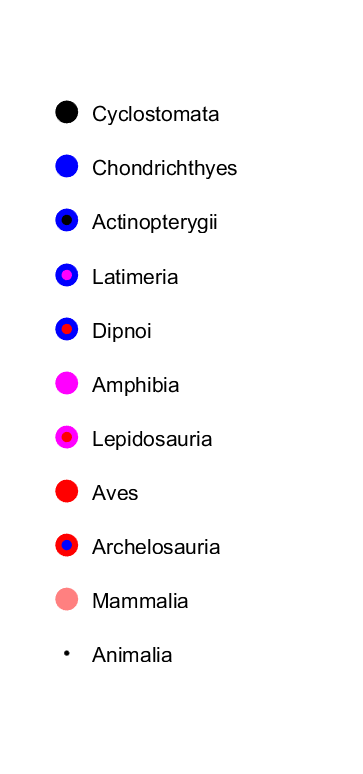 Cyclostomata
Chondrichthyes
Actinopterygii
Latimeria
Dipnoi
Amphibia
Lepidosauria
Aves
Archelosauria
Mammalia
Animalia